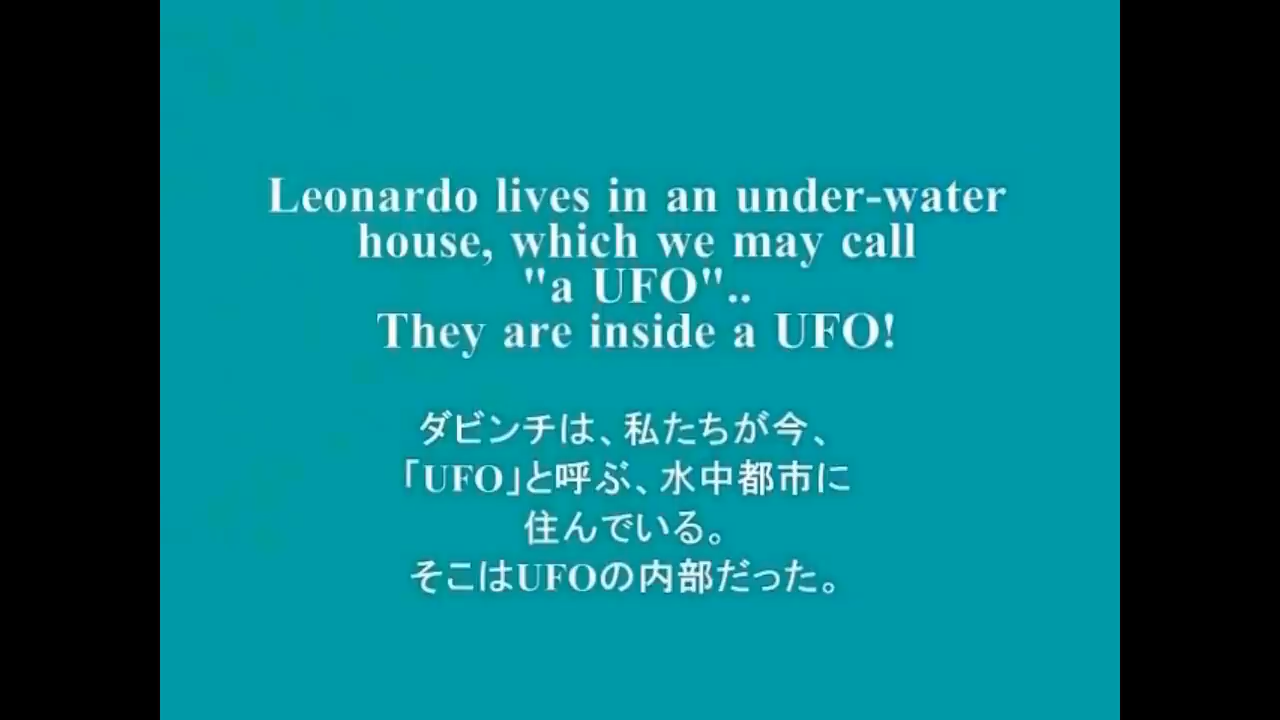 Leonardo lives in an under-water
house, which we may call
"a UFO"..
They are inside a UFO!
ダビンチは、私たちが今、
「UFO」と呼ぶ、水中都市に
住んでいる。
そこはUFOの内部だった。